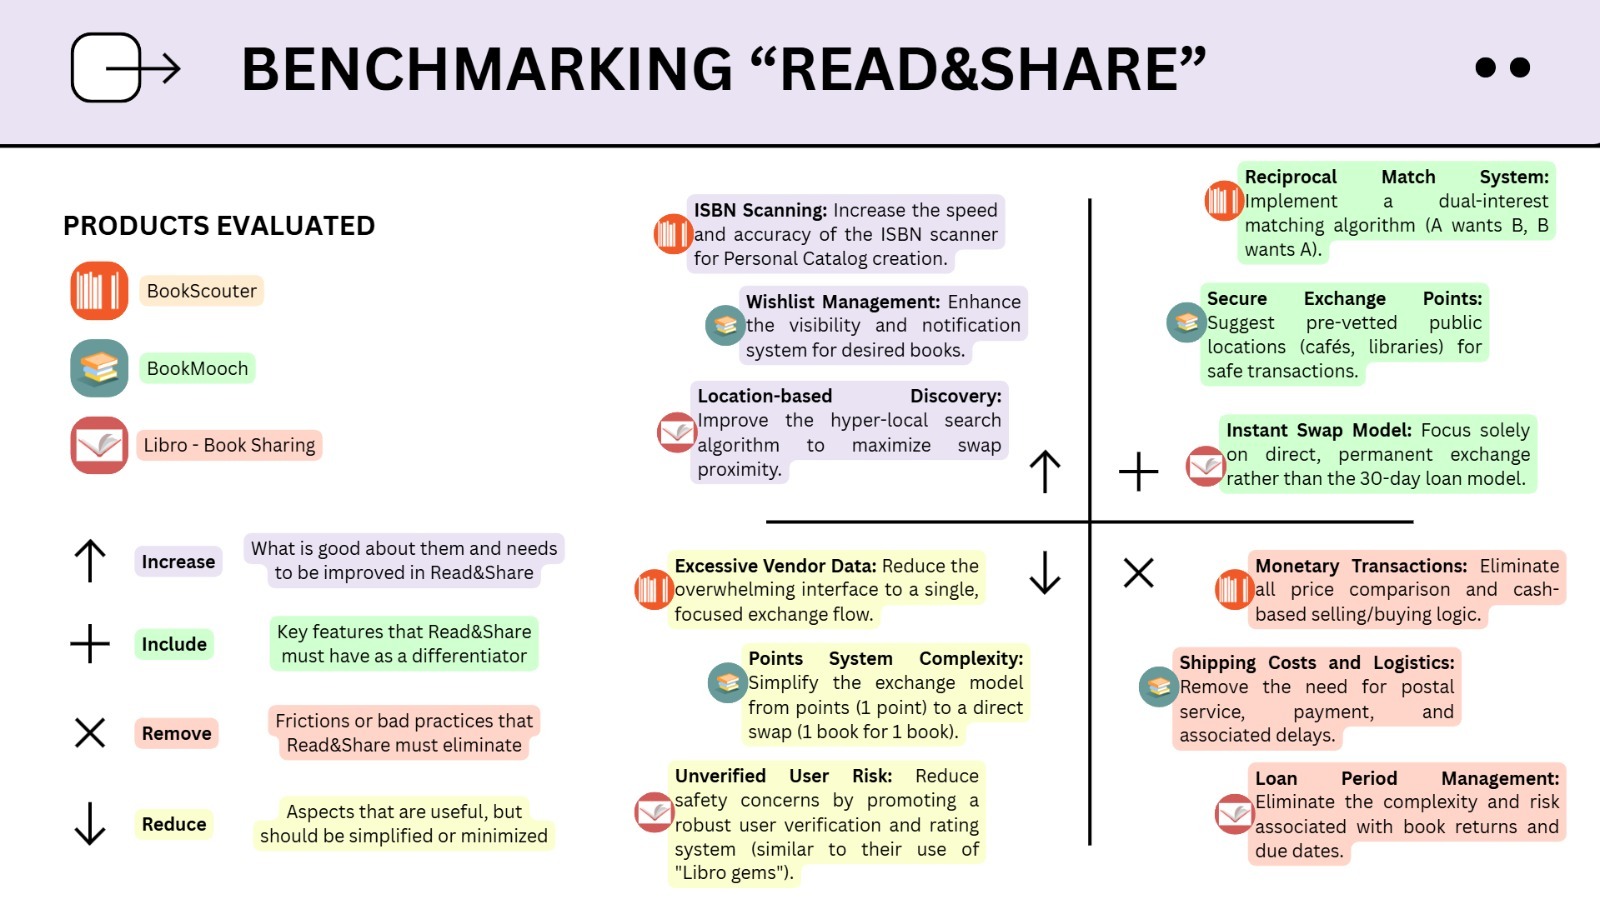 BENCHMARKING “READ&SHARE”
PRODUCTS EVALUATED
BookScouter
BookMooch
Libro - Book Sharing
Increase
What is good about them and needs
to be improved in Read&Share
Include
Key features that Read&Share
must have as a differentiator
Remove
Frictions or bad practices that
Read&Share must eliminate
Reduce
Aspects that are useful, but
should be simplified or minimized
ISBN Scanning: Increase the speed
and accuracy of the ISBN scanner
for Personal Catalog creation.
Wishlist Management: Enhance
the visibility and notification
system for desired books.
Location-based Discovery:
Improve the hyper-local search
algorithm to maximize swap
proximity.
Reciprocal Match System:
Implement a dual-interest
matching algorithm (A wants B, B
wants A).
Secure Exchange Points:
Suggest pre-vetted public
locations (cafés, libraries) for
safe transactions.
Instant Swap Model: Focus solely
on direct, permanent exchange
rather than the 30-day loan model.
Excessive Vendor Data: Reduce the
overwhelming interface to a single,
focused exchange flow.
Points System Complexity:
Simplify the exchange model
from points (1 point) to a direct
swap (1 book for 1 book).
Unverified User Risk: Reduce
safety concerns by promoting a
robust user verification and rating
system (similar to their use of
"Libro gems").
Monetary Transactions: Eliminate
all price comparison and cash-
based selling/buying logic.
Shipping Costs and Logistics:
Remove the need for postal
service, payment, and
associated delays.
Loan Period Management:
Eliminate the complexity and risk
associated with book returns and
due dates.